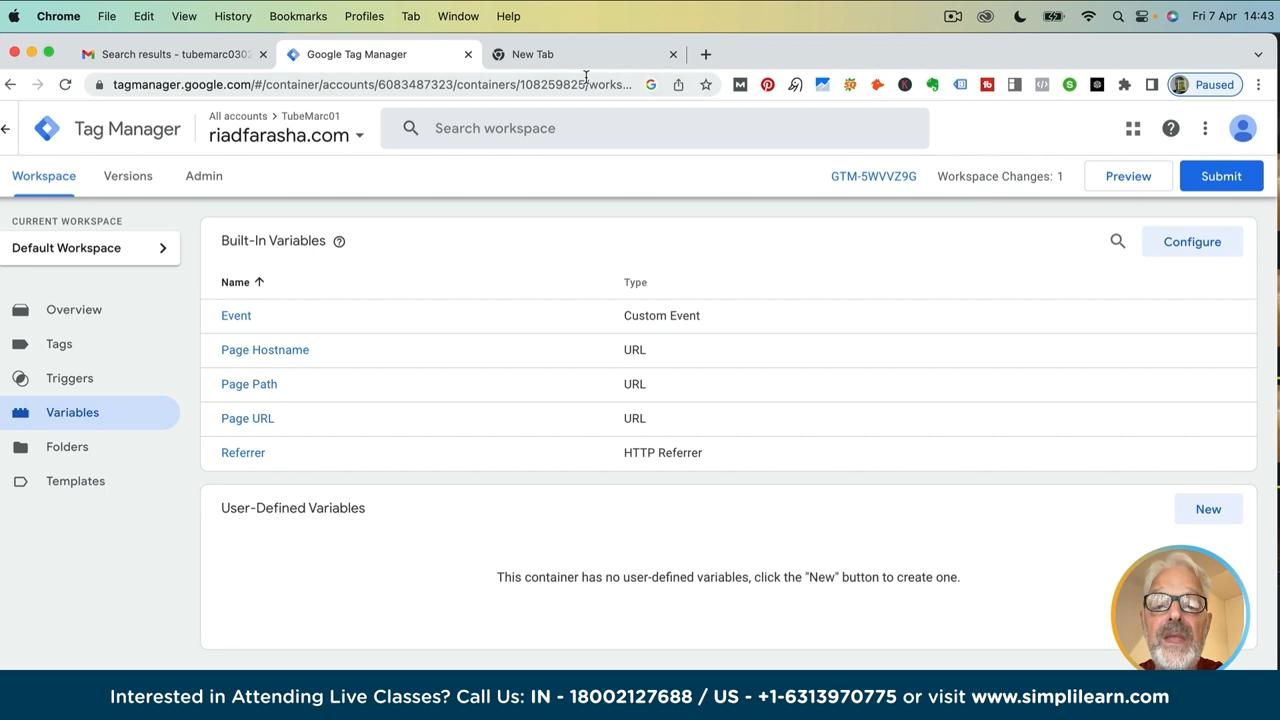 Chrome File Edit View History Bookmarks Profiles Tab Window Help Fri 7 Apr 14:43
Search results - tubemarc030 Google Tag Manager New Tab
tagmanager.google.com/#/container/accounts/6083487323/containers/108259825/works... Paused
Tag Manager
All accounts > TubeMarc01
riadfarasha.com
Search workspace
Workspace Versions Admin GTM-5WVVZ9G Workspace Changes: 1 Preview Submit
CURRENT WORKSPACE
Default Workspace
Overview
Tags
Triggers
Variables
Folders
Templates
Built-In Variables Configure
Name Type
Event Custom Event
Page Hostname URL
Page Path URL
Page URL URL
Referrer HTTP Referrer
User-Defined Variables New
This container has no user-defined variables, click the "New" button to create one.
Interested in Attending Live Classes? Call Us: IN - 18002127688 / US - +1-6313970775 or visit www.simplilearn.com